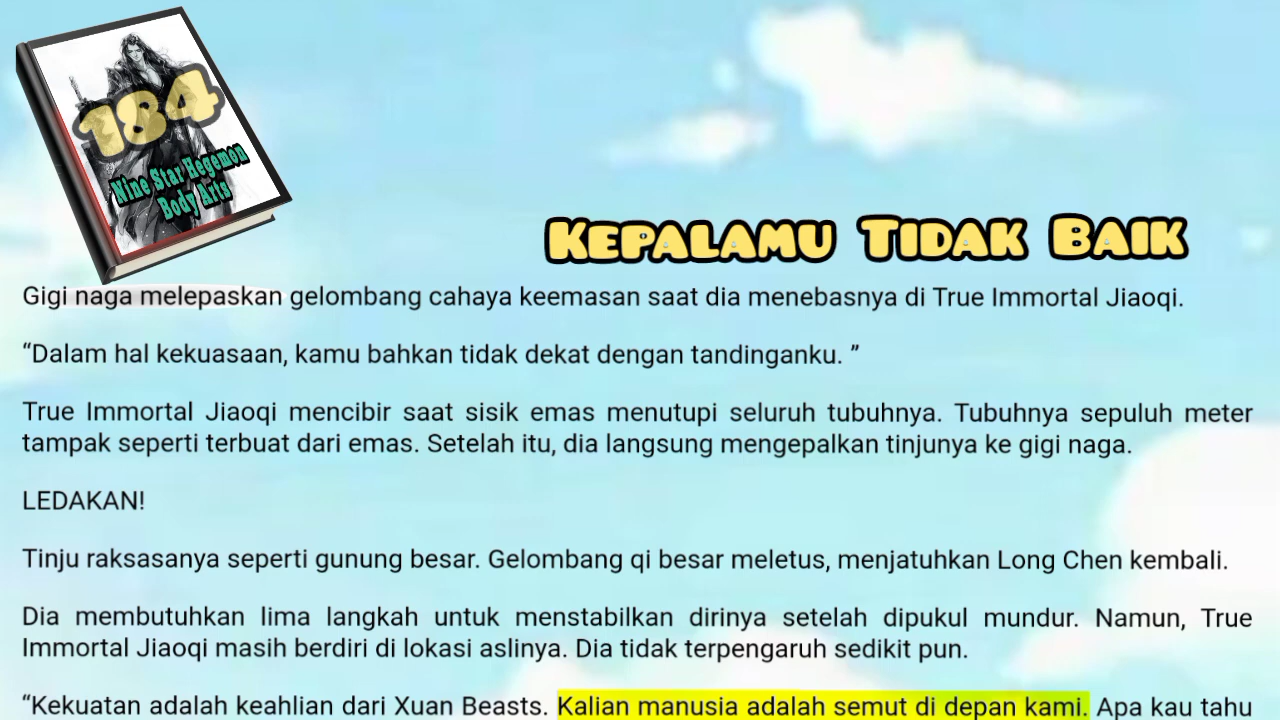 184
Nine Star Hegemon
Body Arts
Kepalamu Tidak Baik
Gigi naga melepaskan gelombang cahaya keemasan saat dia menebasnya di True Immortal Jiaoqi.
“Dalam hal kekuasaan, kamu bahkan tidak dekat dengan tandinganku. ”
True Immortal Jiaoqi mencibir saat sisik emas menutupi seluruh tubuhnya. Tubuhnya sepuluh meter
tampak seperti terbuat dari emas. Setelah itu, dia langsung mengepalkan tinjunya ke gigi naga.
LEDAKAN!
Tinju raksasanya seperti gunung besar. Gelombang qi besar meletus, menjatuhkan Long Chen kembali.
Dia membutuhkan lima langkah untuk menstabilkan dirinya setelah dipukul mundur. Namun, True
Immortal Jiaoqi masih berdiri di lokasi aslinya. Dia tidak terpengaruh sedikit pun.
“Kekuatan adalah keahlian dari Xuan Beasts. Kalian manusia adalah semut di depan kami. Apa kau tahu